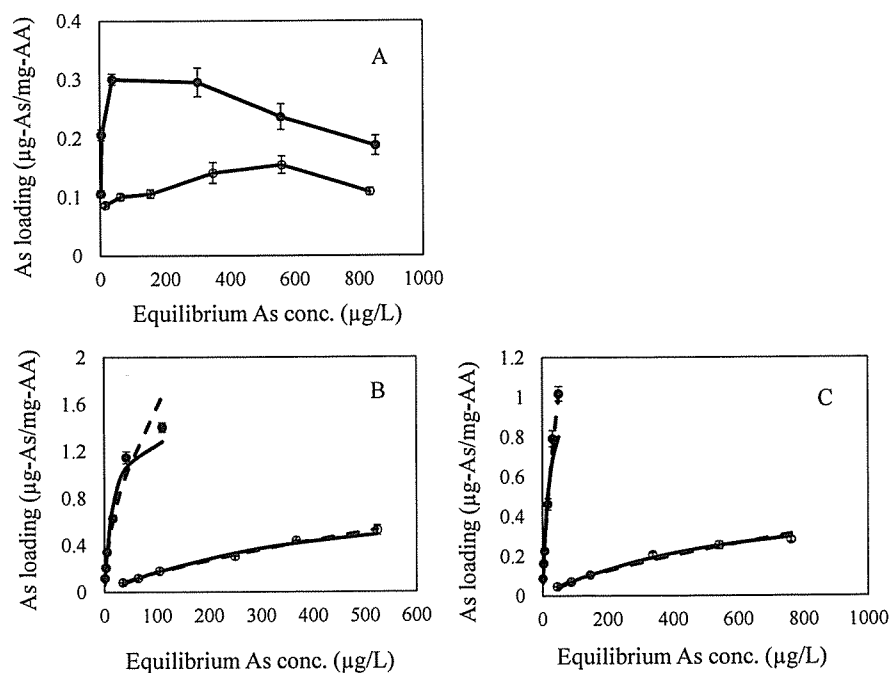 A
As loading (µg-As/mg-AA)
0.4
0.3
0.2
0.1
0
0 200 400 600 800 1000
Equilibrium As conc. (µg/L)
B
As loading (µg-As/mg-AA)
2
1.6
1.2
0.8
0.4
0
0 100 200 300 400 500 600
Equilibrium As conc. (µg/L)
C
As loading (µg-As/mg-AA)
1.2
1
0.8
0.6
0.4
0.2
0
0 200 400 600 800 1000
Equilibrium As conc. (µg/L)